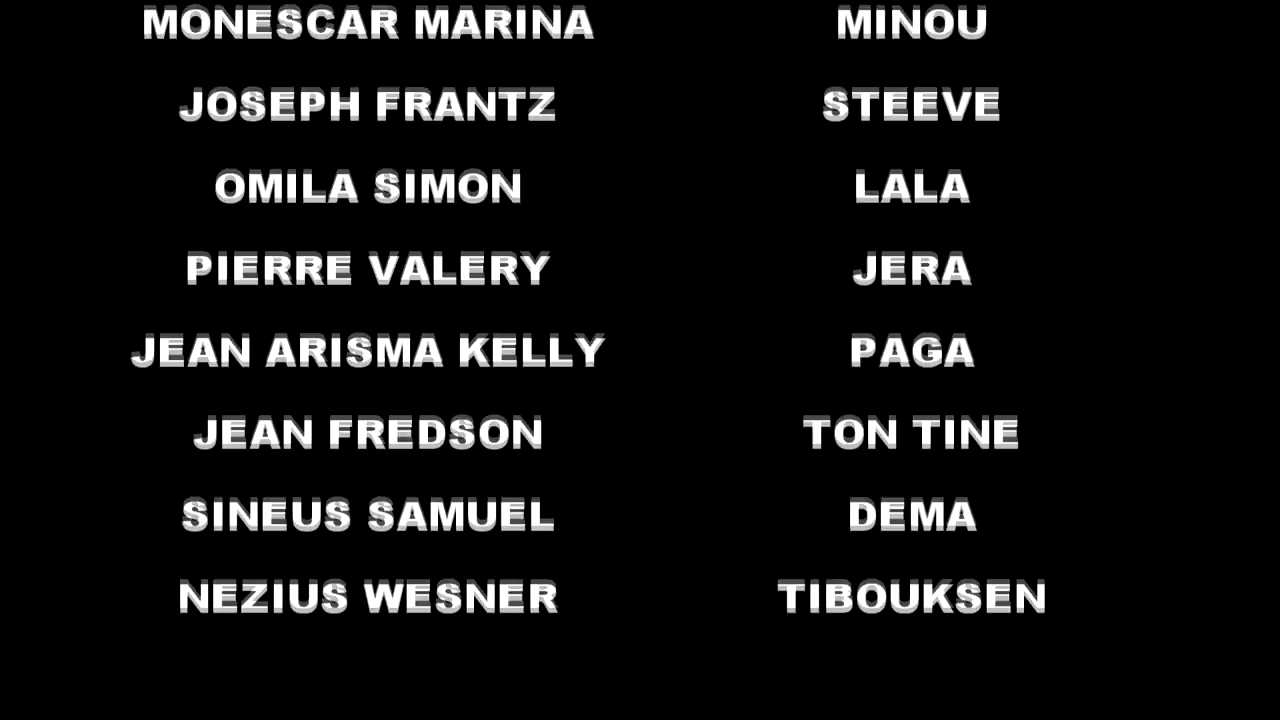 MONESCAR MARINA MINOU
JOSEPH FRANTZ STEEVE
OMILA SIMON LALA
PIERRE VALERY JERA
JEAN ARISMA KELLY PAGA
JEAN FREDSON TON TINE
SINEUS SAMUEL DEMA
NEZIUS WESNER TIBOUKSEN